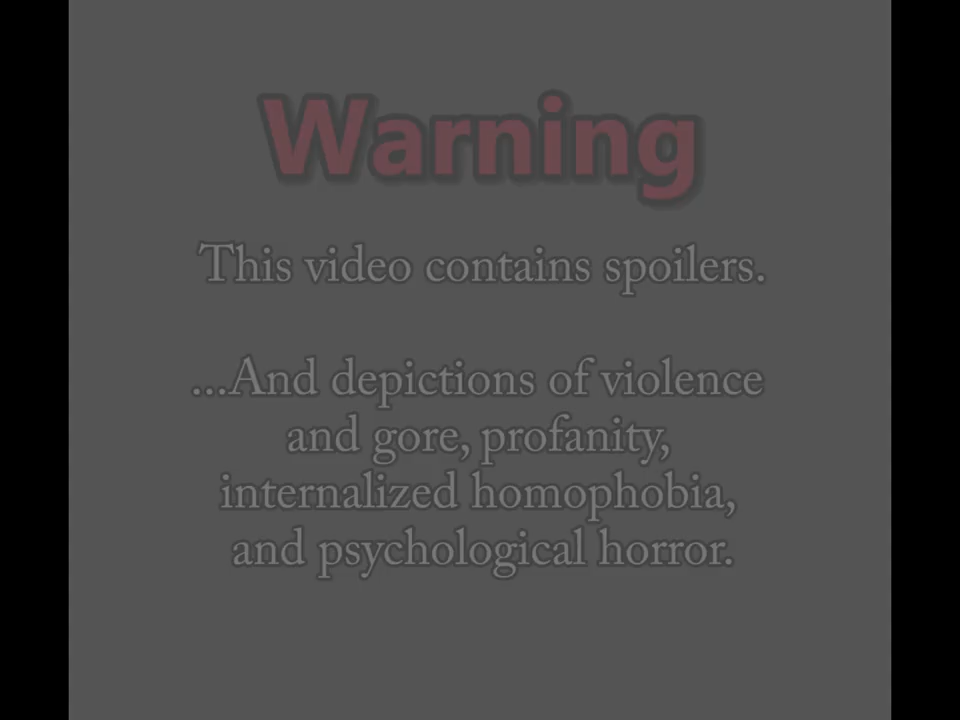 Warning
This video contains spoilers.
...And depictions of violence
and gore, profanity,
internalized homophobia,
and psychological horror.